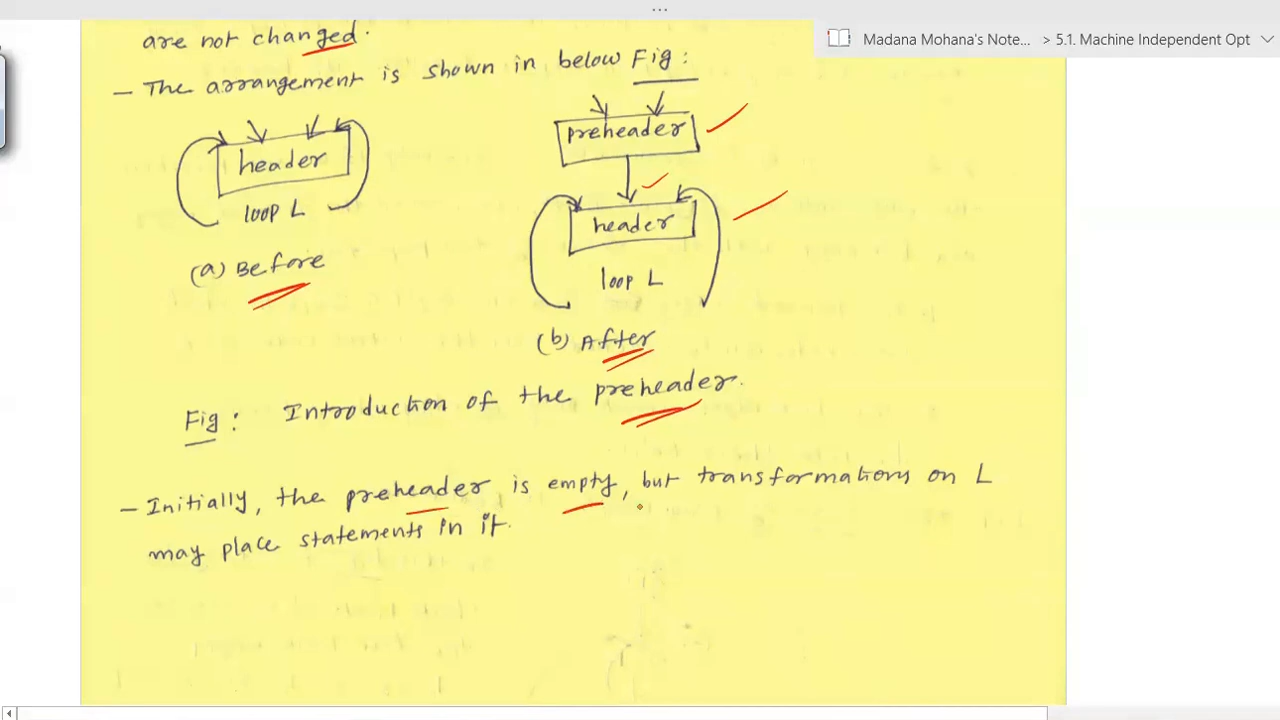 ...
Madana Mohana's Note... > 5.1. Machine Independent Opt
are not changed.
- The arrangement is shown in below Fig:
header
loop L
(a) Before
preheader
header
loop L
(b) After
Fig: Introduction of the preheader.
- Initially, the preheader is empty, but transformations on L
may place statements in it.